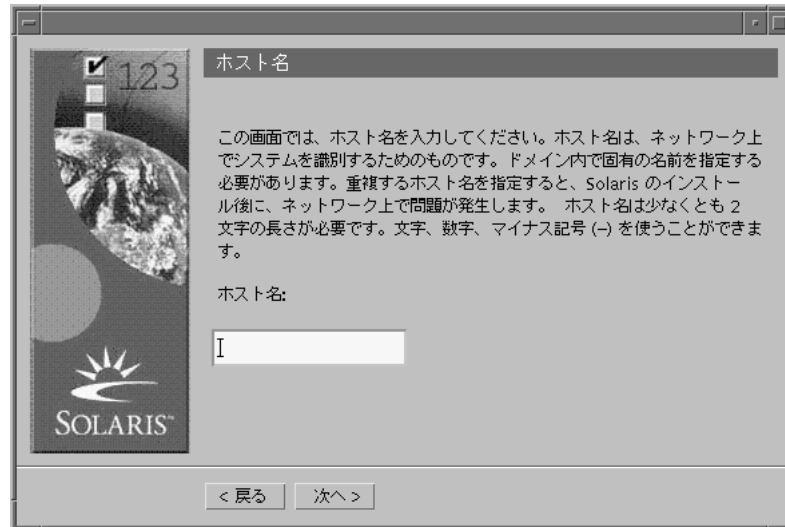 123
SOLARIS™
ホスト名
この画面では、ホスト名を入力してください。ホスト名は、ネットワーク上
でシステムを識別するためのものです。ドメイン内で固有の名前を指定する
必要があります。重複するホスト名を指定すると、Solaris のインストー
ル後に、ネットワーク上で問題が発生します。 ホスト名は少なくとも 2
文字の長さが必要です。文字、数字、マイナス記号 (−) を使うことができま
す。
ホスト名:
< 戻る
次へ >